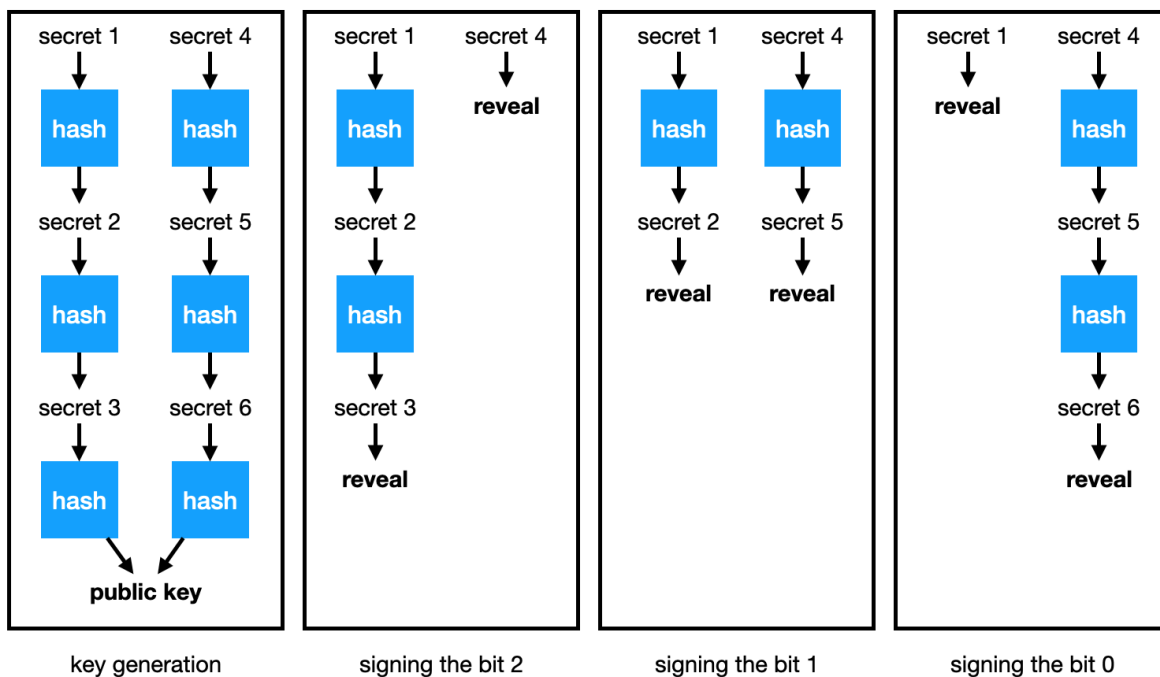 secret 1 secret 4
hash hash
secret 2 secret 5
hash hash
secret 3 secret 6
hash hash
public key
key generation
secret 1 secret 4
reveal
hash
secret 2
hash
secret 3
reveal
signing the bit 2
secret 1 secret 4
hash hash
secret 2 secret 5
reveal reveal
signing the bit 1
secret 1 secret 4
reveal
hash
secret 5
hash
secret 6
reveal
signing the bit 0